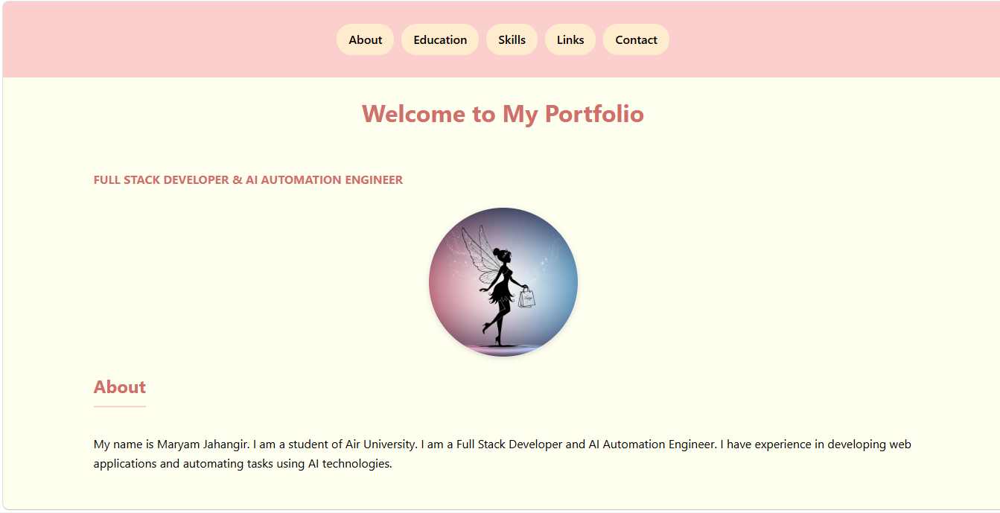 About Education Skills Links Contact
Welcome to My Portfolio
FULL STACK DEVELOPER & AI AUTOMATION ENGINEER
About
My name is Maryam Jahangir. I am a student of Air University. I am a Full Stack Developer and AI Automation Engineer. I have experience in developing web
applications and automating tasks using AI technologies.